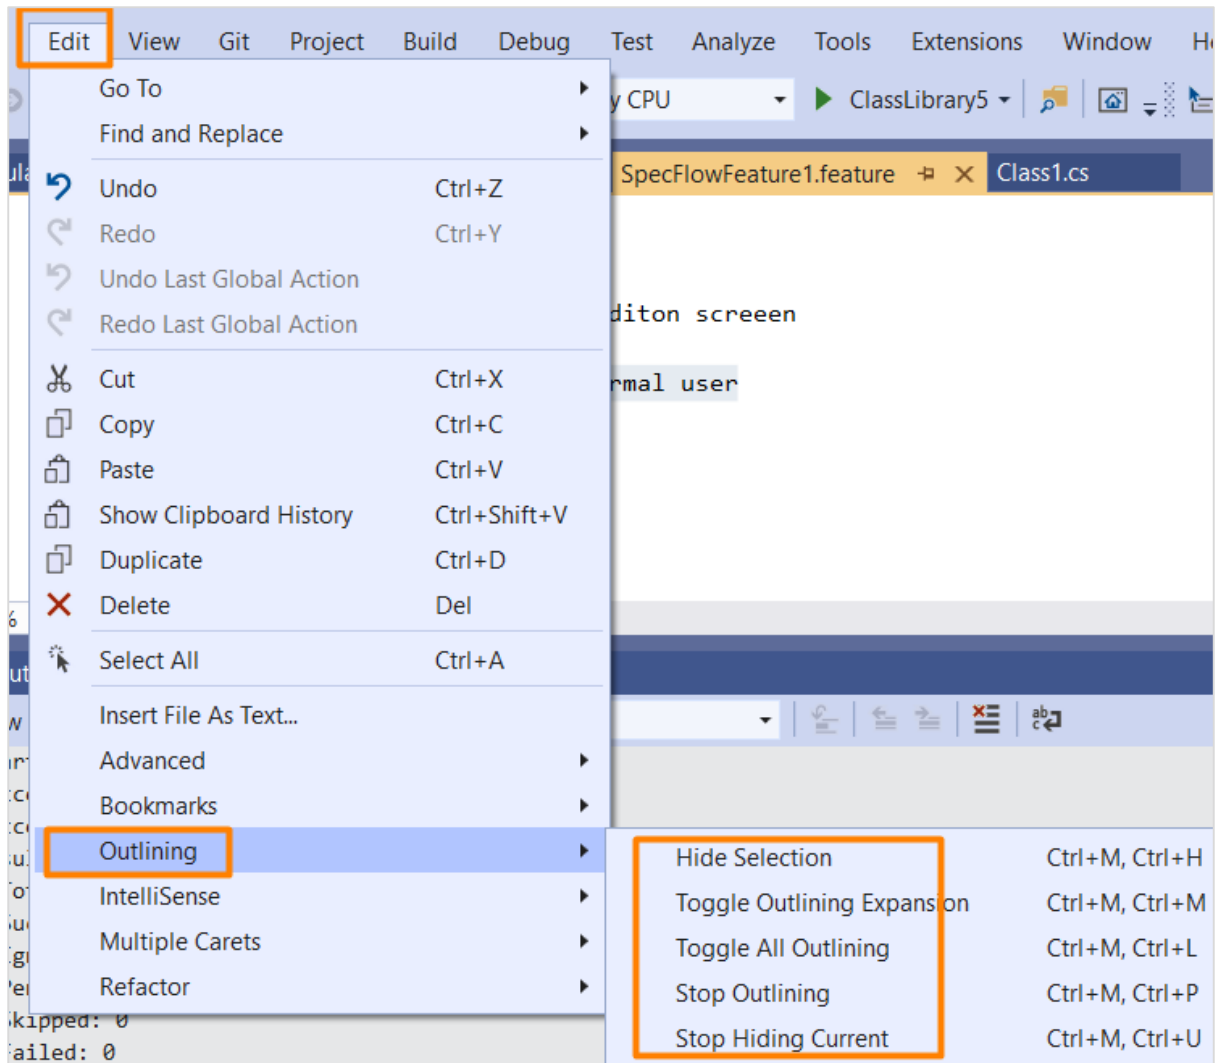 Edit View Git Project Build Debug Test Analyze Tools Extensions Window
Go To
y CPU ClassLibrary5
Find and Replace
SpecFlowFeature1.feature Class1.cs
Undo Ctrl+Z
Redo Ctrl+Y
Undo Last Global Action
diton screeen
Redo Last Global Action
Cut Ctrl+X
rmal user
Copy Ctrl+C
Paste Ctrl+V
Show Clipboard History Ctrl+Shift+V
Duplicate Ctrl+D
Delete Del
%
Select All Ctrl+A
ut
Insert File As Text...
Advanced
Bookmarks
Outlining
Hide Selection Ctrl+M, Ctrl+H
IntelliSense
Toggle Outlining Expansion Ctrl+M, Ctrl+M
Multiple Carets
Toggle All Outlining Ctrl+M, Ctrl+L
Refactor
Stop Outlining Ctrl+M, Ctrl+P
kipped: 0
Stop Hiding Current Ctrl+M, Ctrl+U
ailed: 0